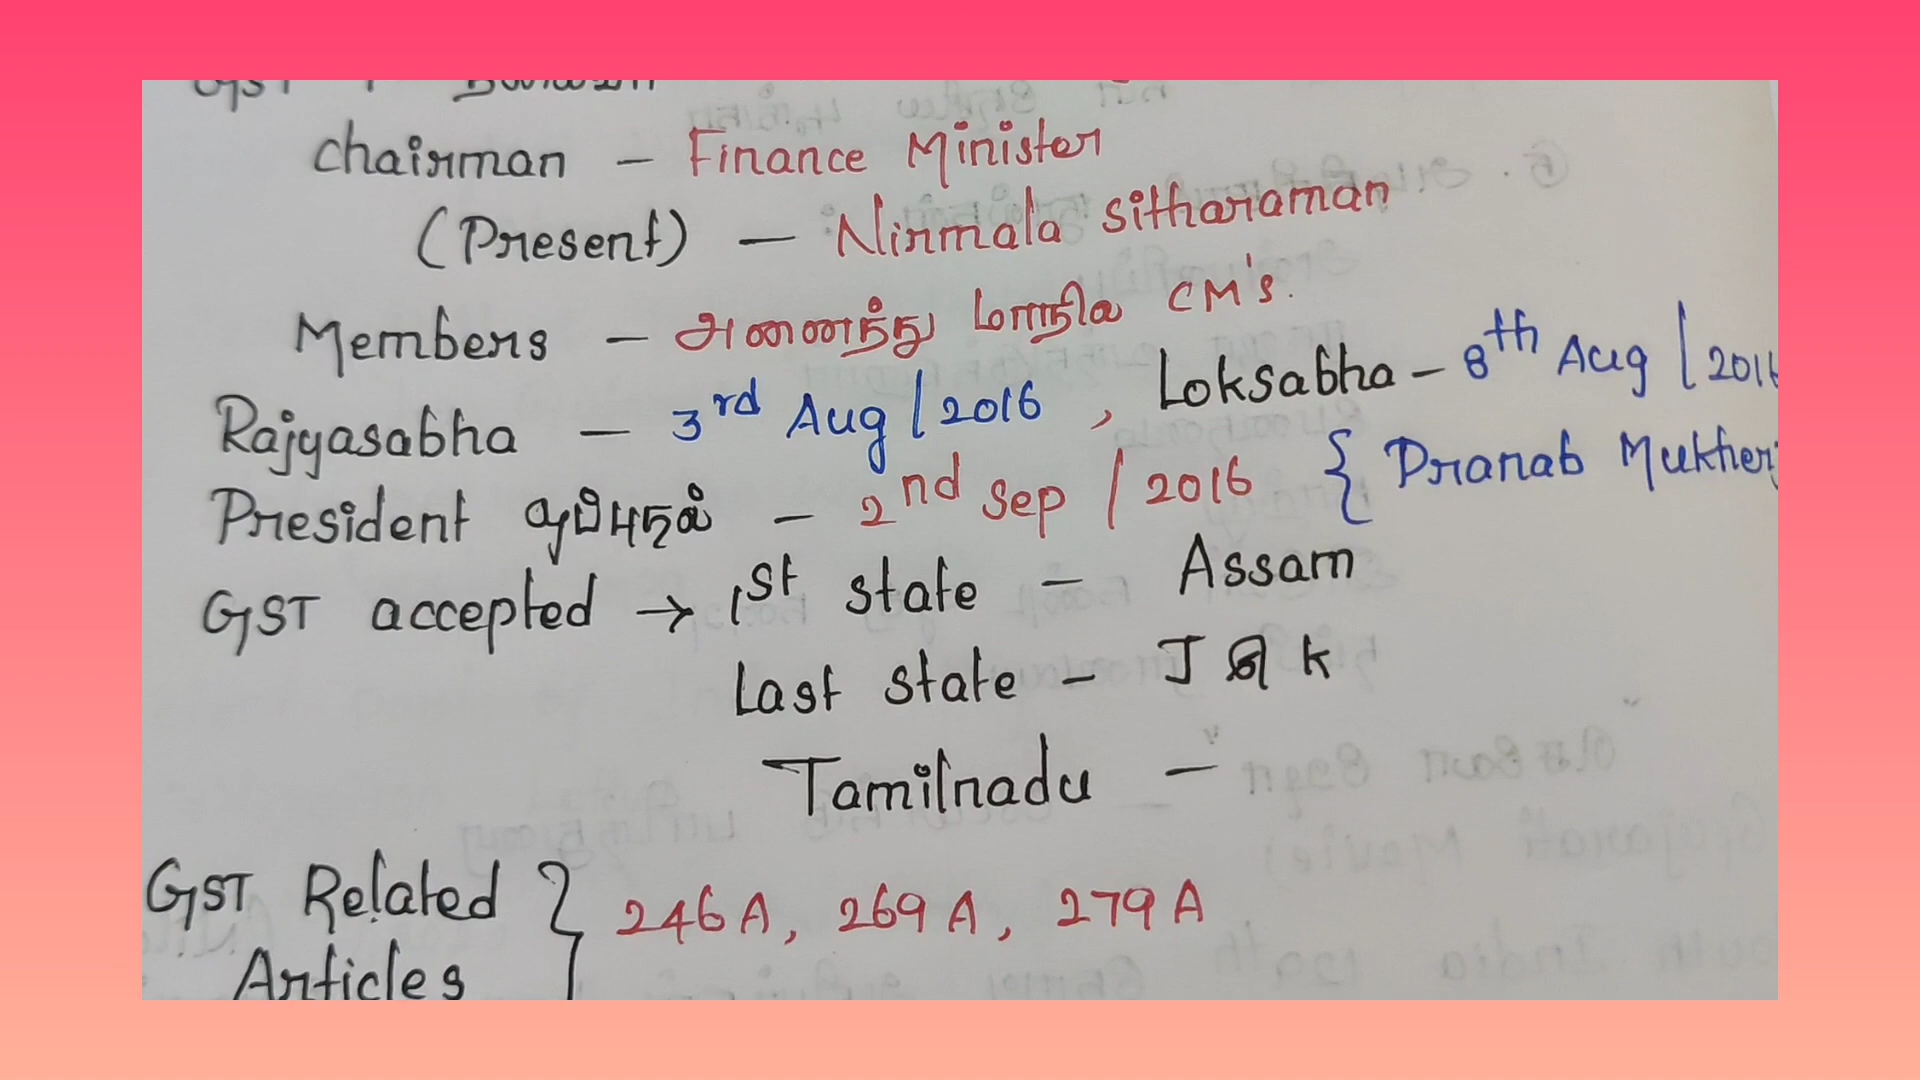 chairman – Finance Minister
(Present) – Nirmala sitharaman
Members – அனைத்து மாநில CM's.
Rajyasabha – 3rd Aug / 2016 , Loksabha – 8th Aug / 2016
President ஒப்புதல் – 2nd Sep / 2016 { Pranab Mukherj
GST accepted → 1st state – Assam
Last state – J & K
Tamilnadu –
GST Related } 246 A, 269 A, 279 A
Articles